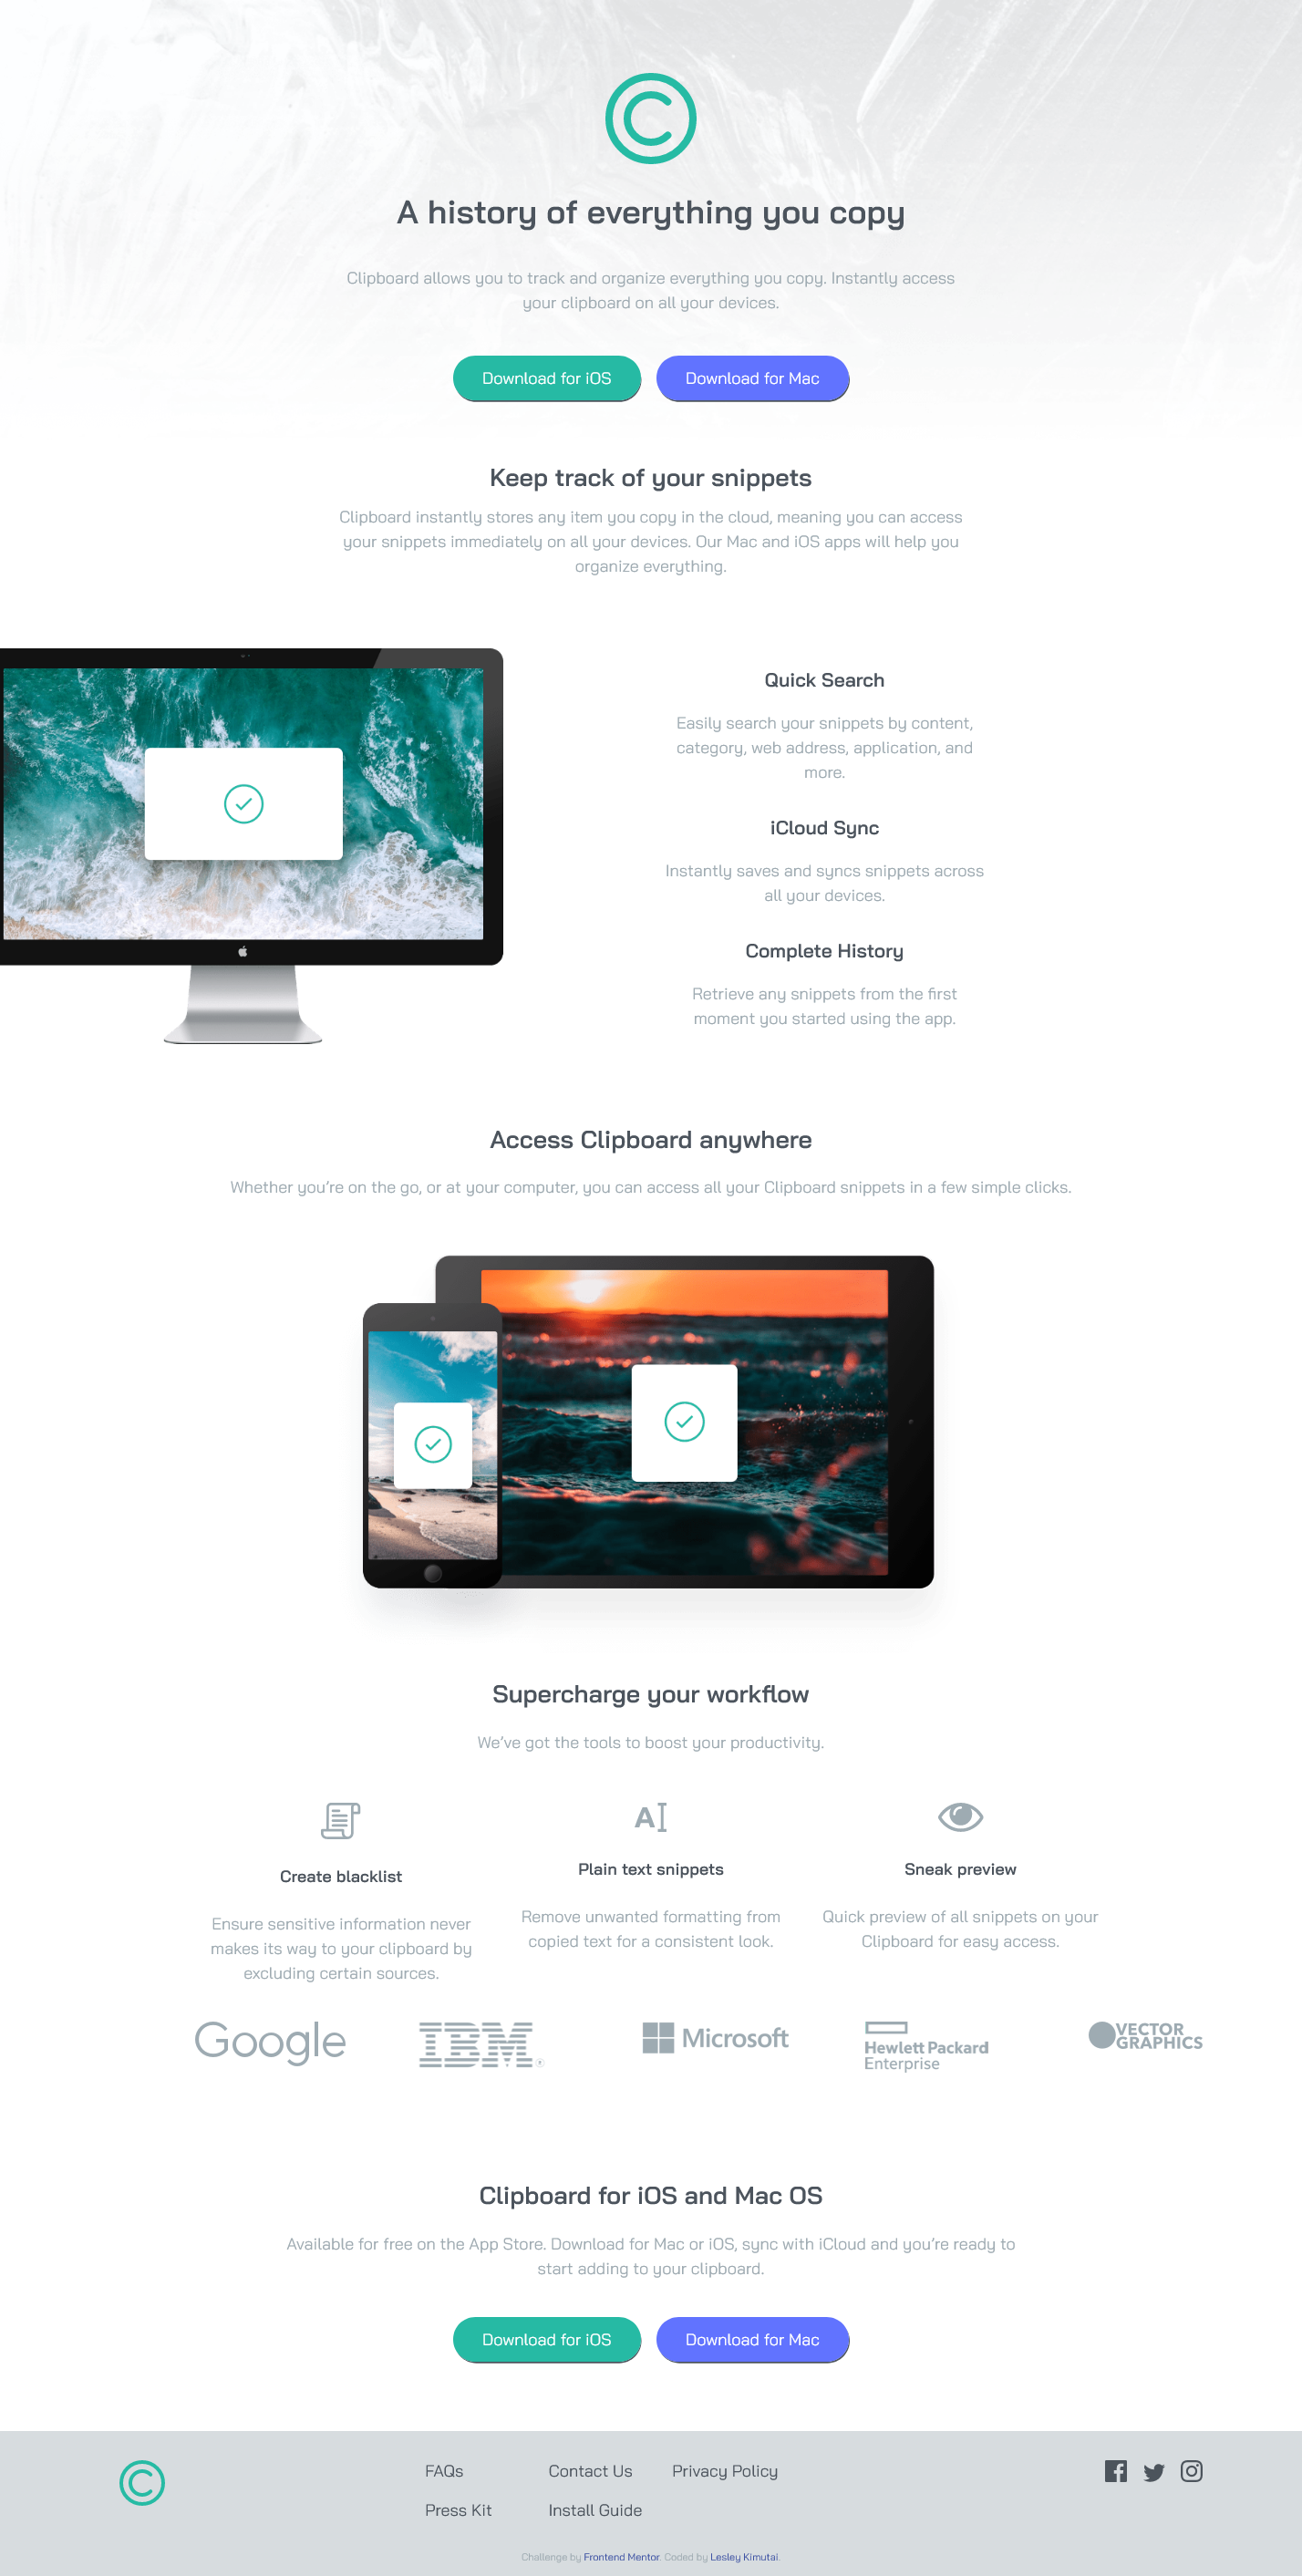 A history of everything you copy
Clipboard allows you to track and organize everything you copy. Instantly access
your clipboard on all your devices.
Download for iOS
Download for Mac
Keep track of your snippets
Clipboard instantly stores any item you copy in the cloud, meaning you can access
your snippets immediately on all your devices. Our Mac and iOS apps will help you
organize everything.
Quick Search
Easily search your snippets by content,
category, web address, application, and
more.
iCloud Sync
Instantly saves and syncs snippets across
all your devices.
Complete History
Retrieve any snippets from the first
moment you started using the app.
Access Clipboard anywhere
Whether you’re on the go, or at your computer, you can access all your Clipboard snippets in a few simple clicks.
Supercharge your workflow
We’ve got the tools to boost your productivity.
A
Create blacklist
Ensure sensitive information never
makes its way to your clipboard by
excluding certain sources.
Plain text snippets
Remove unwanted formatting from
copied text for a consistent look.
Sneak preview
Quick preview of all snippets on your
Clipboard for easy access.
Google
IBM®
Microsoft
Hewlett Packard
Enterprise
VECTOR
GRAPHICS
Clipboard for iOS and Mac OS
Available for free on the App Store. Download for Mac or iOS, sync with iCloud and you’re ready to
start adding to your clipboard.
Download for iOS
Download for Mac
FAQs
Contact Us
Privacy Policy
Press Kit
Install Guide
Challenge by Frontend Mentor. Coded by Lesley Kimutai.